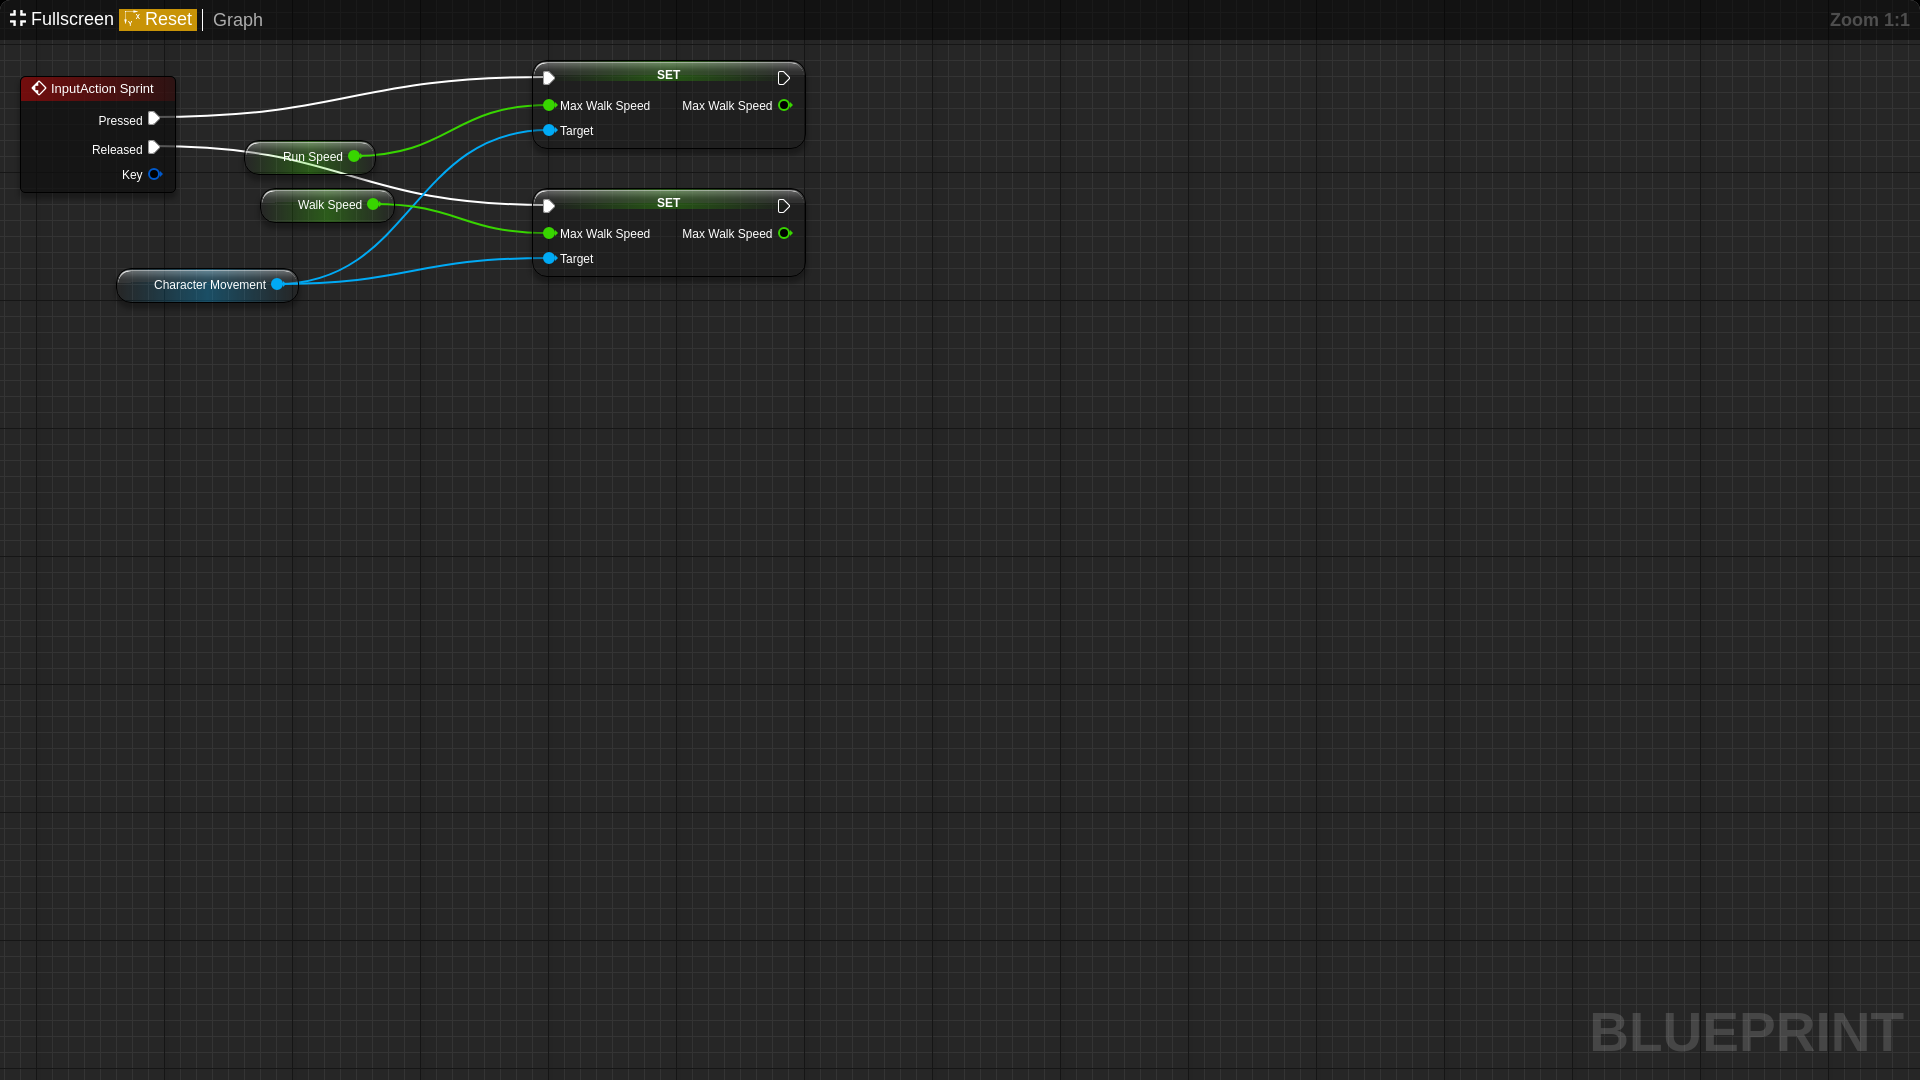 Fullscreen Reset Graph Zoom 1:1
InputAction Sprint
Pressed
Released
Key
SET
Max Walk Speed Max Walk Speed
Target
Run Speed
Walk Speed
SET
Max Walk Speed Max Walk Speed
Target
Character Movement
BLUEPRINT